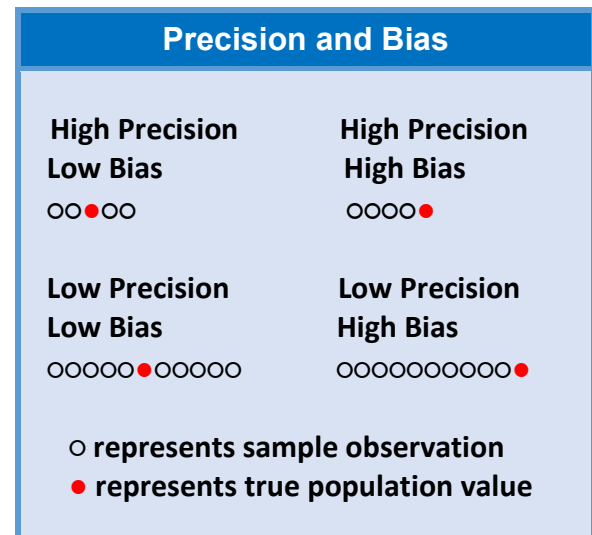 Precision and Bias
High Precision
Low Bias
High Precision
High Bias
Low Precision
Low Bias
Low Precision
High Bias
represents sample observation
represents true population value